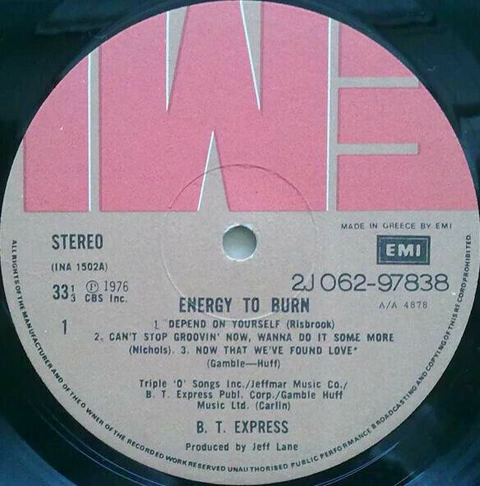 EMI
MADE IN GREECE BY EMI
EMI
STEREO
(INA 1502A)
33 1/3 Ⓟ 1976
CBS Inc.
2J 062-97838
A/A 4878
1
ENERGY TO BURN
1. DEPEND ON YOURSELF (Risbrook)
2. CAN'T STOP GROOVIN' NOW, WANNA DO IT SOME MORE
(Nichols). 3. NOW THAT WE'VE FOUND LOVE*
(Gamble—Huff)
Triple 'O' Songs Inc./Jeffmar Music Co./
B. T. Express Publ. Corp./Gamble Huff
Music Ltd. (Carlin)
B. T. EXPRESS
Produced by Jeff Lane
ALL RIGHTS OF THE MANUFACTURER AND OF THE OWNER OF THE RECORDED WORK RESERVED UNAUTHORISED PUBLIC PERFORMANCE BROADCASTING AND COPYING OF THIS RECORD PROHIBITED.